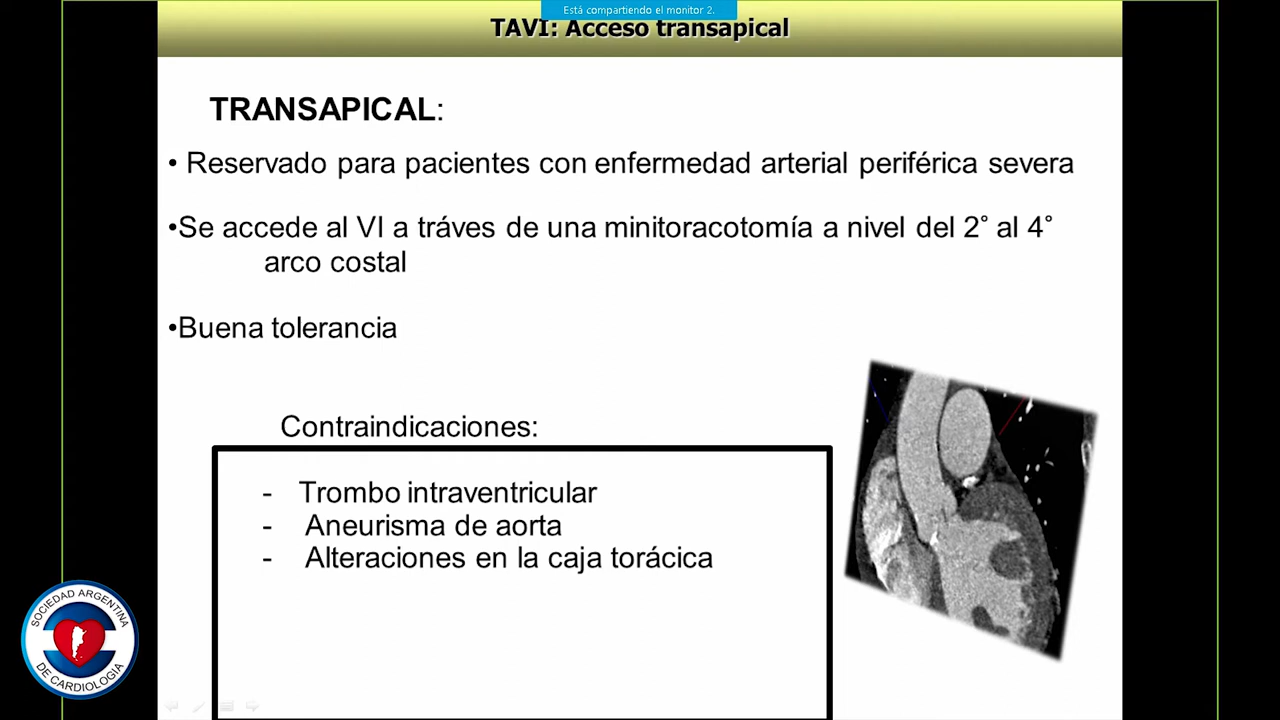 Está compartiendo el monitor 2.
TAVI: Acceso transapical
TRANSAPICAL:
• Reservado para pacientes con enfermedad arterial periférica severa
•Se accede al VI a tráves de una minitoracotomía a nivel del 2˚ al 4˚
arco costal
•Buena tolerancia
Contraindicaciones:
- Trombo intraventricular
- Aneurisma de aorta
- Alteraciones en la caja torácica
SOCIEDAD ARGENTINA
DE CARDIOLOGIA